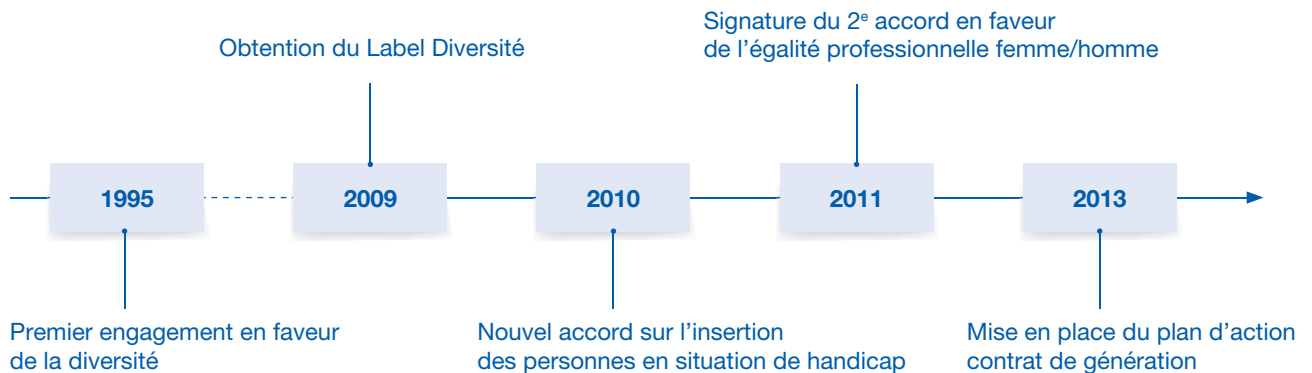 Signature du 2e accord en faveur
de l’égalité professionnelle femme/homme
Obtention du Label Diversité
1995
2009
2010
2011
2013
Premier engagement en faveur
de la diversité
Nouvel accord sur l’insertion
des personnes en situation de handicap
Mise en place du plan d’action
contrat de génération